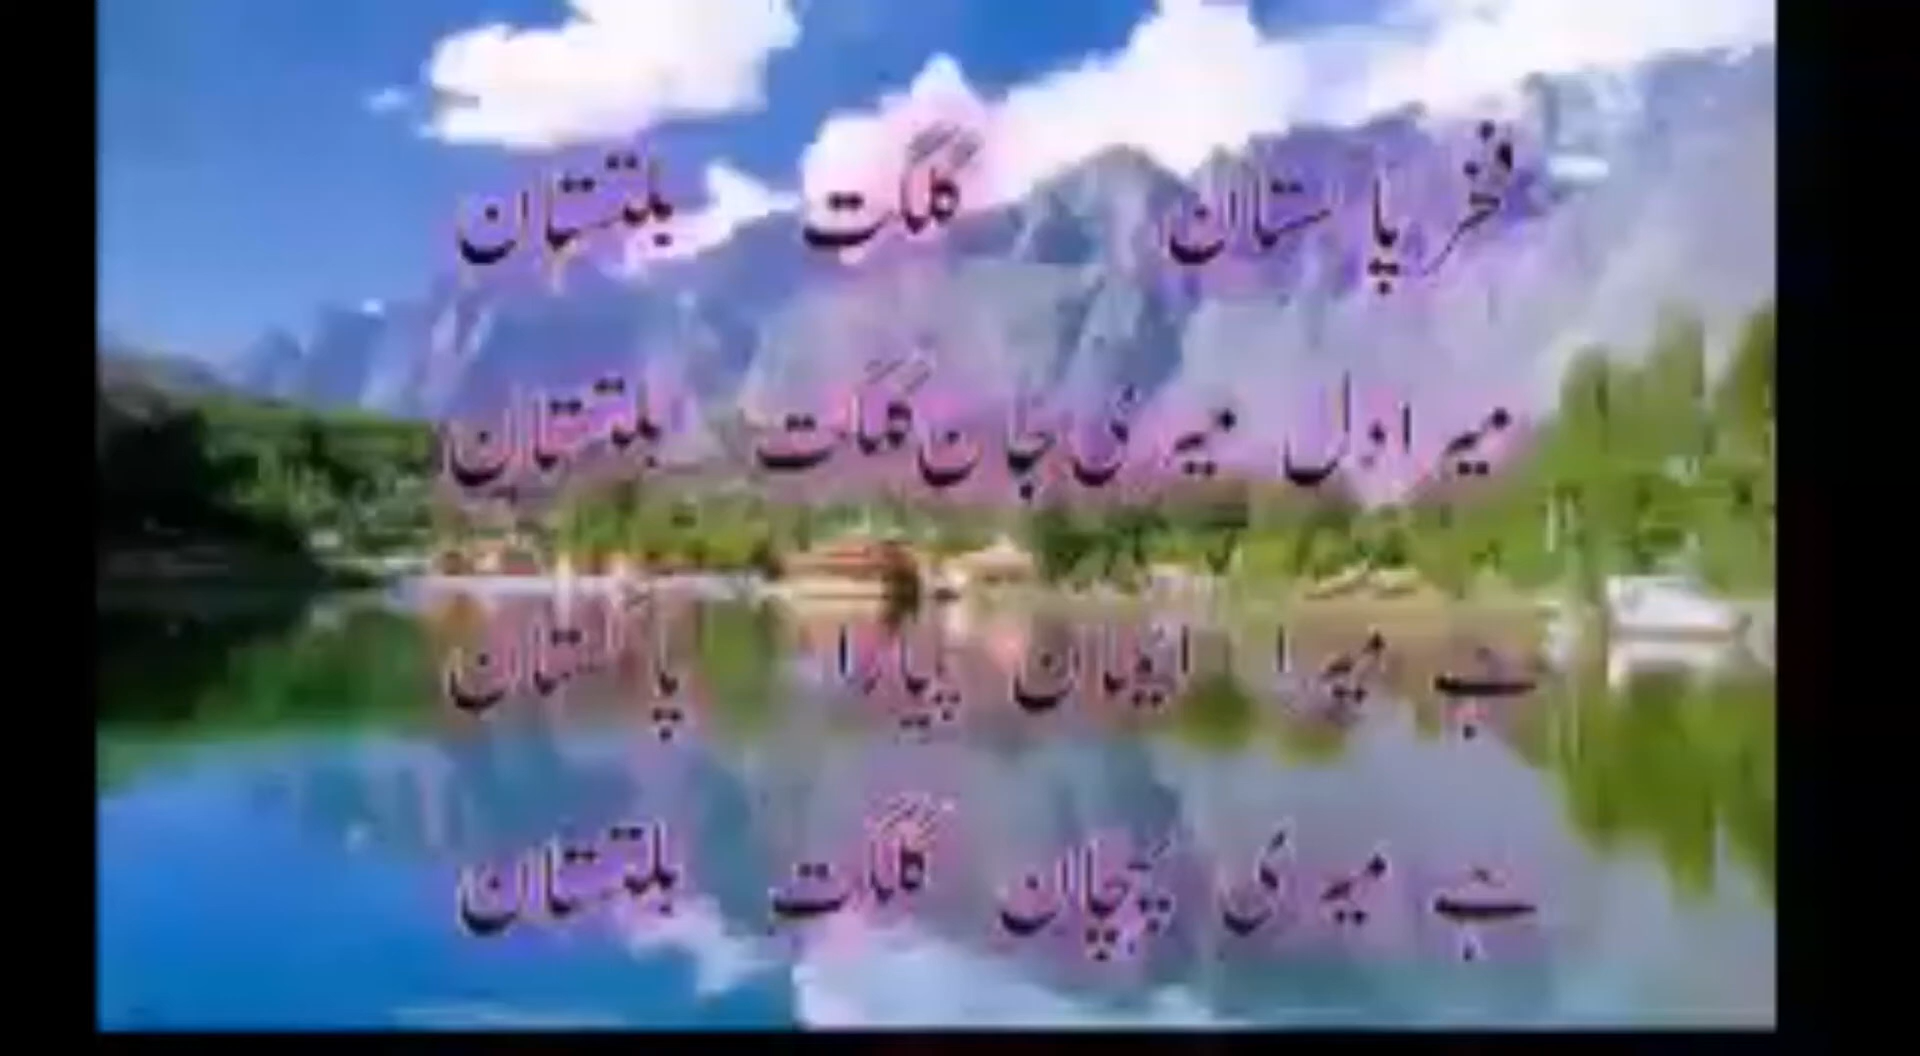 فخر پاکستان گلگت بلتستان
میرا دل میری جان گلگت بلتستان
ہے میرا ایمان پیارا پاکستان
ہے میری پہچان گلگت بلتستان